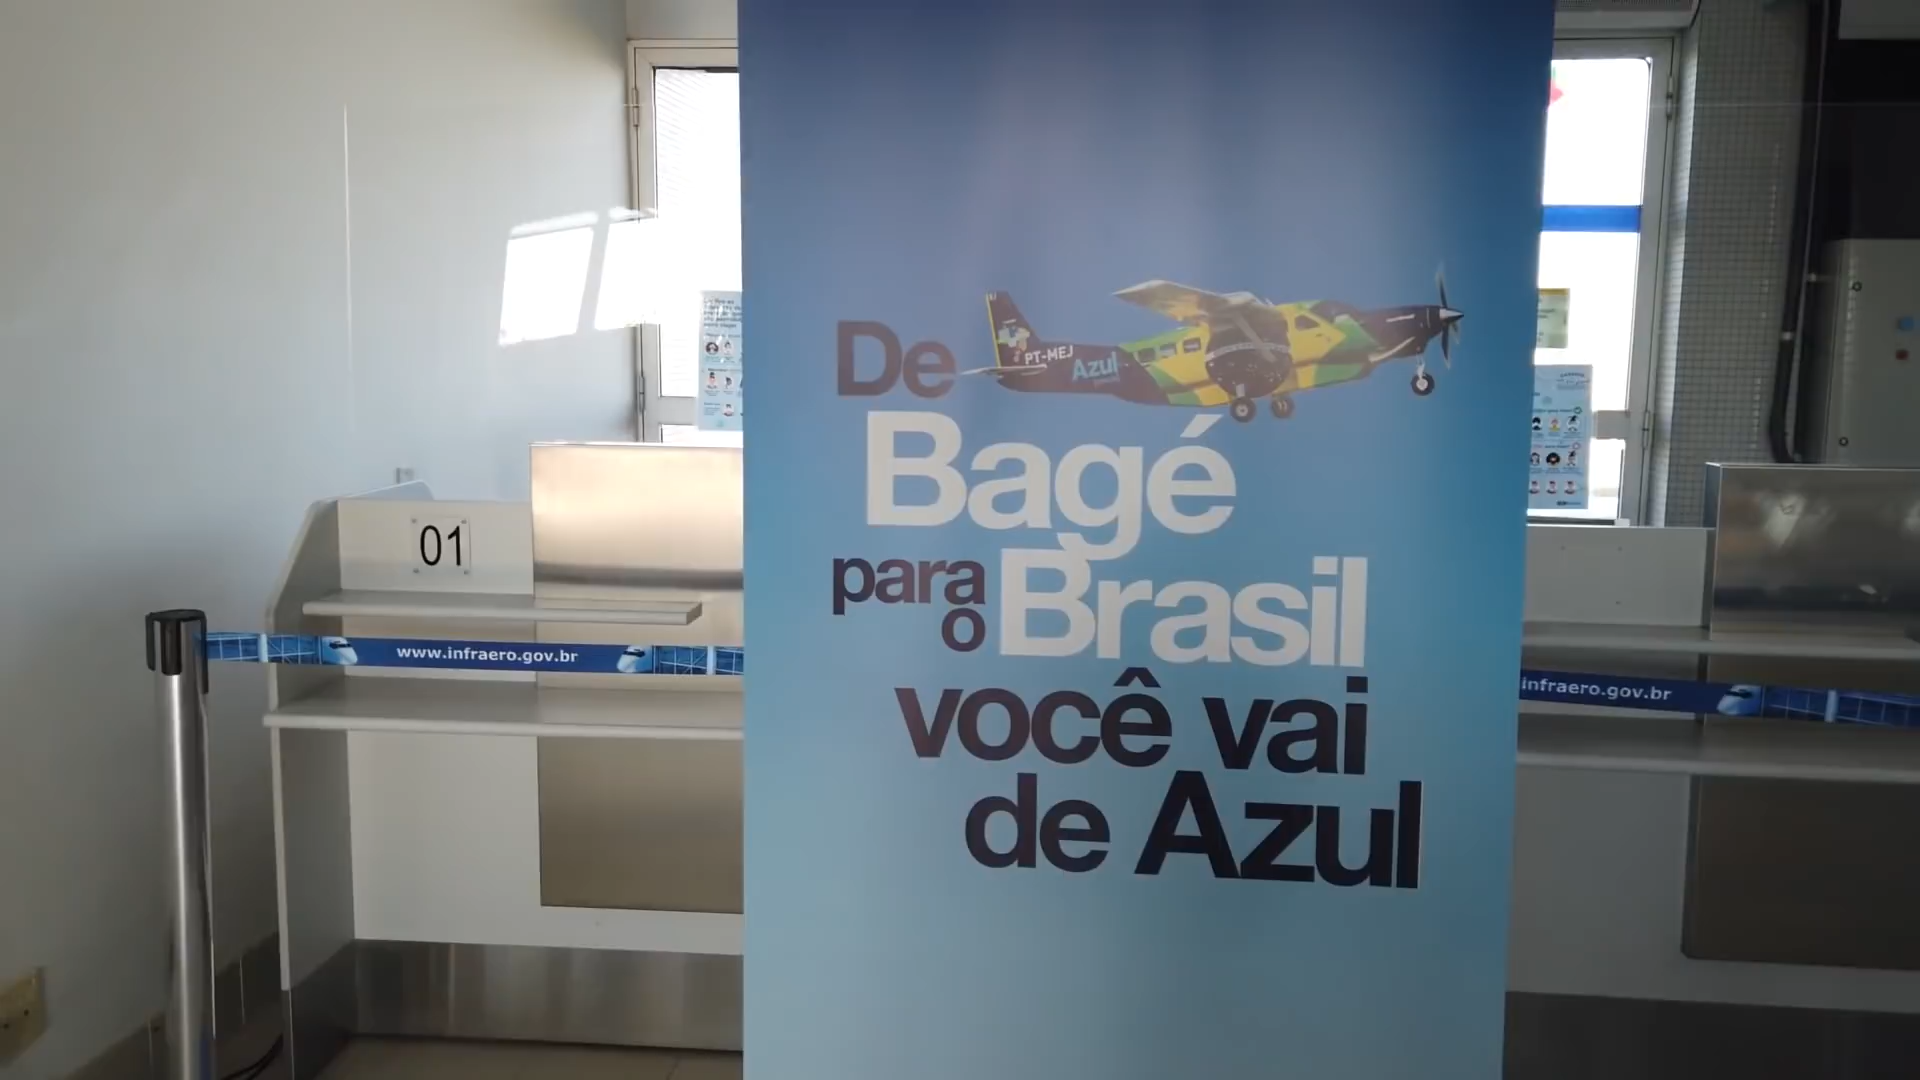 De
PT-MEJ
Azul
Bagé
para
o
Brasil
você vai
de Azul
01
www.infraero.gov.br
infraero.gov.br